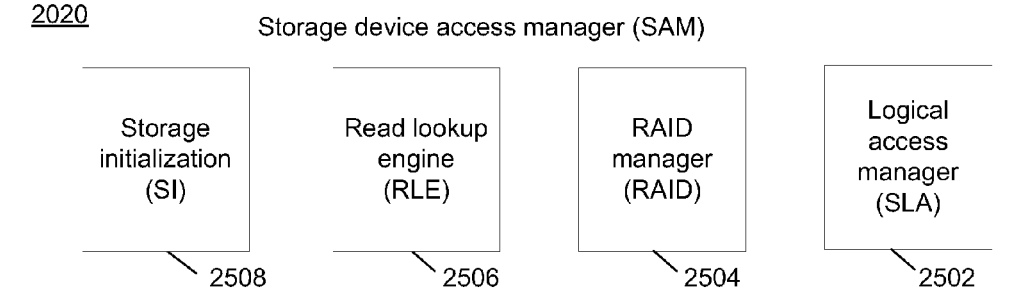 2020
Storage device access manager (SAM)
Storage
initialization
(SI)
2508
Read lookup
engine
(RLE)
2506
RAID
manager
(RAID)
2504
Logical
access
manager
(SLA)
2502